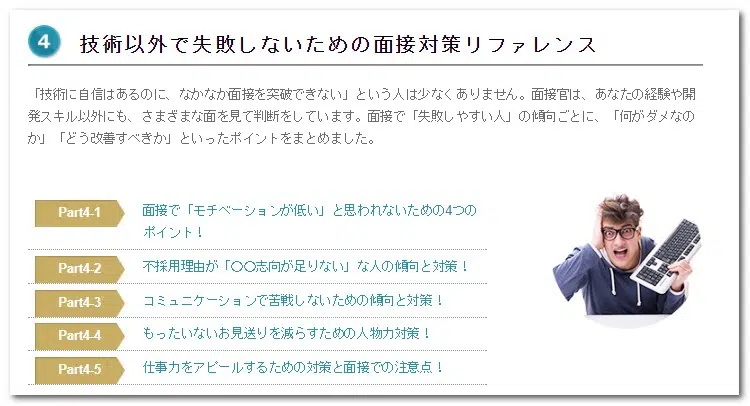 4 技術以外で失敗しないための面接対策リファレンス
「技術に自信はあるのに、なかなか面接を突破できない」という人は少なくありません。面接官は、あなたの経験や開
発スキル以外にも、さまざまな面を見て判断をしています。面接で「失敗しやすい人」の傾向ごとに、「何がダメなの
か」「どう改善すべきか」といったポイントをまとめました。
Part4-1 面接で「モチベーションが低い」と思われないための4つの
ポイント！
Part4-2 不採用理由が「〇〇志向が足りない」な人の傾向と対策！
Part4-3 コミュニケーションで苦戦しないための傾向と対策！
Part4-4 もったいないお見送りを減らすための人物力対策！
Part4-5 仕事力をアピールするための対策と面接での注意点！